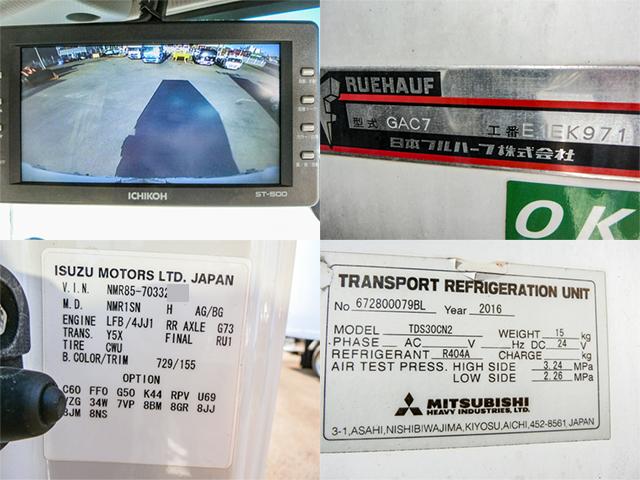 ICHIKOH
ST-500
RUEHAUF
型式 GAC7 工番 E1EK971
日本フルハーフ株式会社
OK
ISUZU MOTORS LTD. JAPAN
V.I.N. NMR85-70332
M.D. NMR1SN H AG/BG
ENGINE LFB/4JJ1 RR AXLE G73
TRANS. Y5X FINAL RU1
TIRE CWU
B.COLOR/TRIM 729/155
OPTION
C60 FF0 G50 K44 RPV U69
VZG 34W 7VP 8BM 8GR 8JJ
8JM 8NS
TRANSPORT REFRIGERATION UNIT
No 672800079BL Year 2016
MODEL TDS30CN2 WEIGHT 15 kg
PHASE AC V Hz DC 24 V
REFRIGERANT R404A CHARGE kg
AIR TEST PRESS. HIGH SIDE 3.24 MPa
LOW SIDE 2.26 MPa
MITSUBISHI
HEAVY INDUSTRIES, LTD.
3-1, ASAHI, NISHIBIWAJIMA, KIYOSU, AICHI, 452-8561 JAPAN